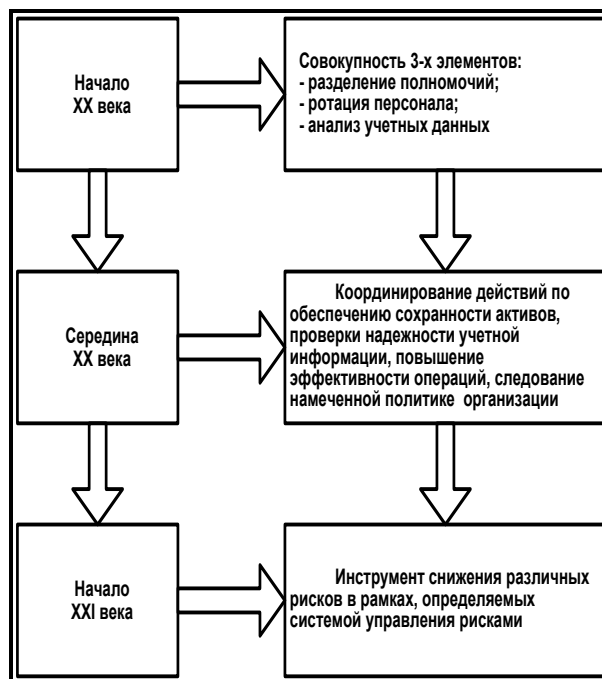 Начало
XX века
Совокупность 3-х элементов:
- разделение полномочий;
- ротация персонала;
- анализ учетных данных
Середина
XX века
Координирование действий по
обеспечению сохранности активов,
проверки надежности учетной
информации, повышение
эффективности операций, следование
намеченной политике организации
Начало
XXI века
Инструмент снижения различных
рисков в рамках, определяемых
системой управления рисками